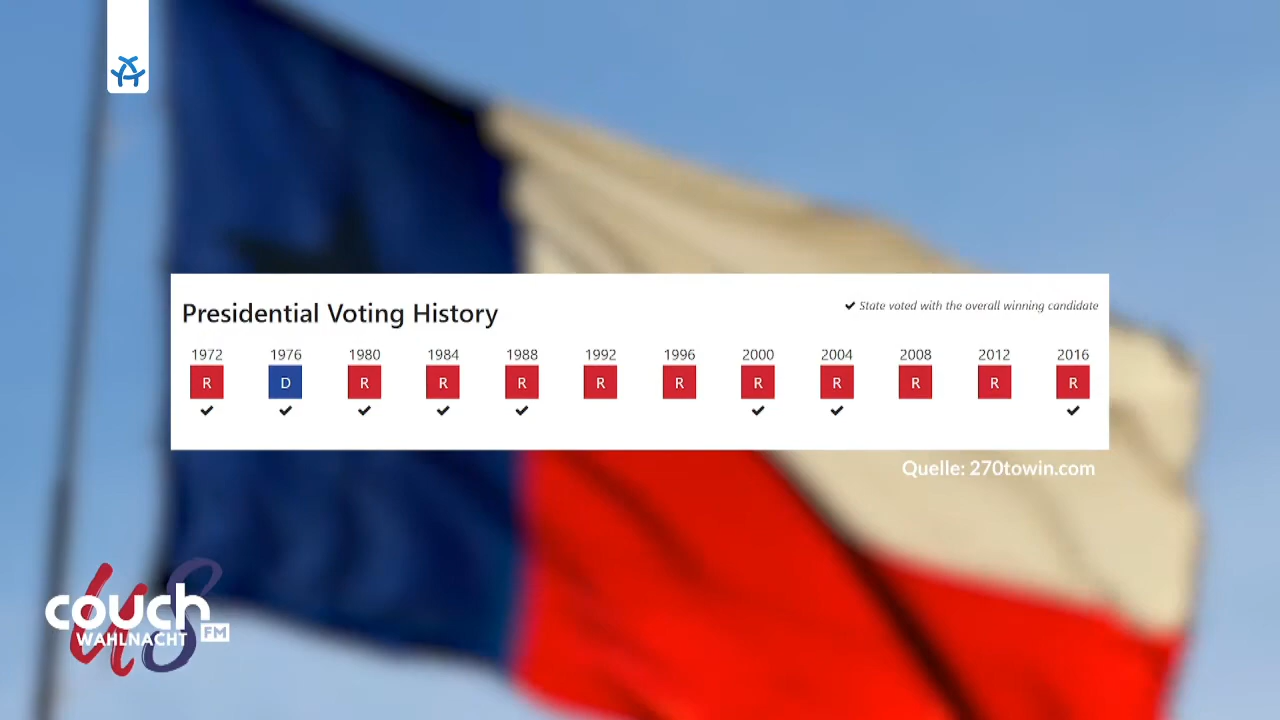 Presidential Voting History
✔ State voted with the overall winning candidate
1972 1976 1980 1984 1988 1992 1996 2000 2004 2008 2012 2016
R D R R R R R R R R R R
✔ ✔ ✔ ✔ ✔ ✔ ✔ ✔
Quelle: 270towin.com
US
couch
WAHLNACHT FM